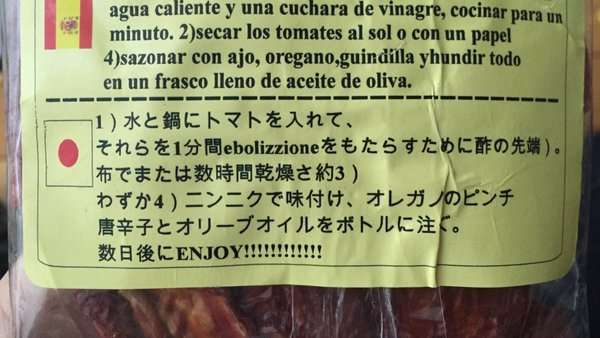 agua caliente y una cuchara de vinagre, cocinar para un
minuto. 2)secar los tomates al sol o con un papel
4)sazonar con ajo, oregano,guindilla yhundir todo
en un frasco lleno de aceite de oliva.
1）水と鍋にトマトを入れて、
それらを1分間ebolizzioneをもたらすために酢の先端）。
布でまたは数時間乾燥さ約3）
わずか4）ニンニクで味付け、オレガノのピンチ
唐辛子とオリーブオイルをボトルに注ぐ。
数日後にENJOY!!!!!!!!!!!!!